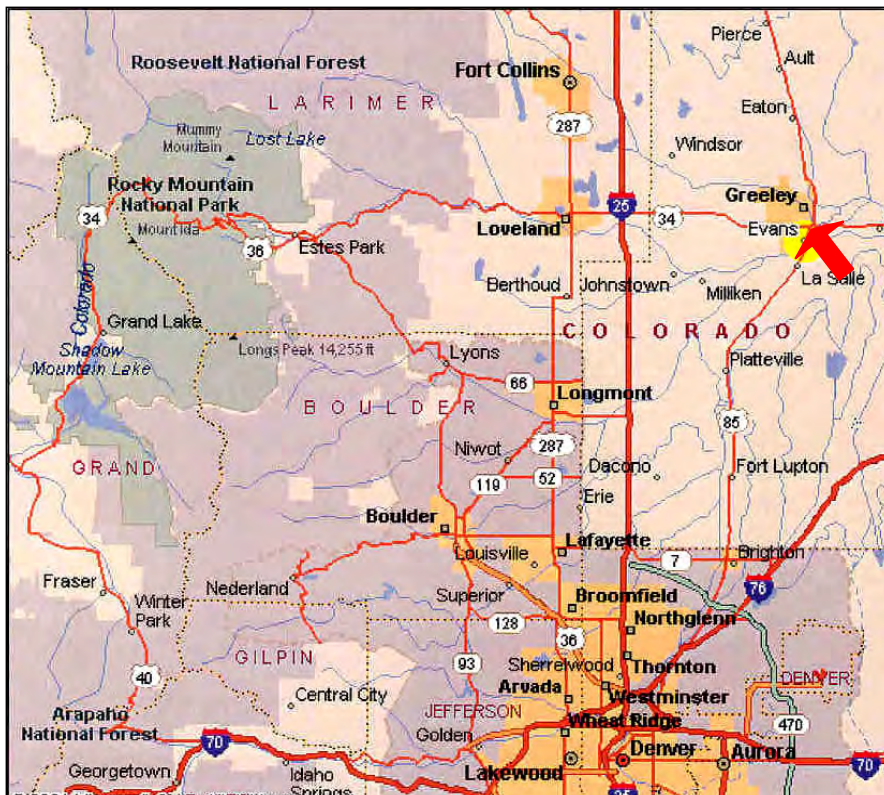 Pierce
Roosevelt National Forest
Fort Collins
Ault
LARIMER
Eaton
287
Mummy
Mountain
Lost Lake
Windsor
Rocky Mountain
National Park
Greeley
25
34
34
Loveland
Evans
Mount Ida
36
Estes Park
Colorado
Berthoud
Johnstown
La Salle
Milliken
Grand Lake
COLORADO
Shadow
Mountain Lake
Longs Peak 14,255 ft
Lyons
Platteville
66
Longmont
BOULDER
85
287
Niwot
GRAND
Dacono
Fort Lupton
119
52
Erie
Boulder
Lafayette
Louisville
7
Brighton
Fraser
Nederland
Superior
76
Broomfield
Winter
Park
128
36
Northglenn
GILPIN
93
Sherrelwood
Thornton
40
DENVER
Central City
Arvada
Westminster
JEFFERSON
Arapaho
National Forest
470
Wheat Ridge
70
Golden
Denver
Aurora
70
Georgetown
Idaho
Springs
Lakewood
25